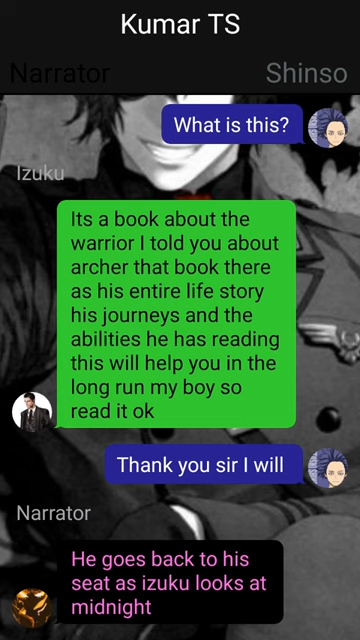 Kumar TS
Narrator
Shinso
What is this?
Izuku
Its a book about the
warrior I told you about
archer that book there
as his entire life story
his journeys and the
abilities he has reading
this will help you in the
long run my boy so
read it ok
Thank you sir I will
Narrator
He goes back to his
seat as izuku looks at
midnight